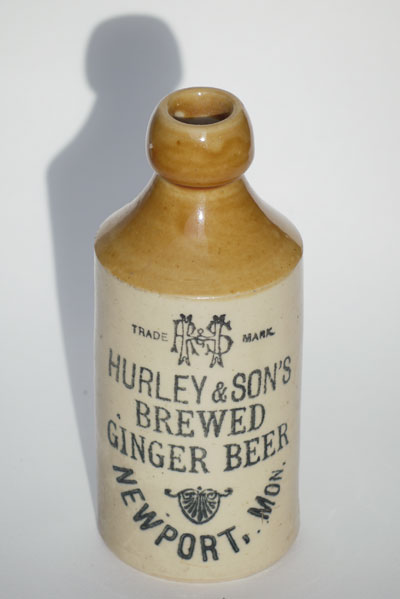 TRADE H&S MARK.
HURLEY & SON'S
BREWED
GINGER BEER
NEWPORT, MON.